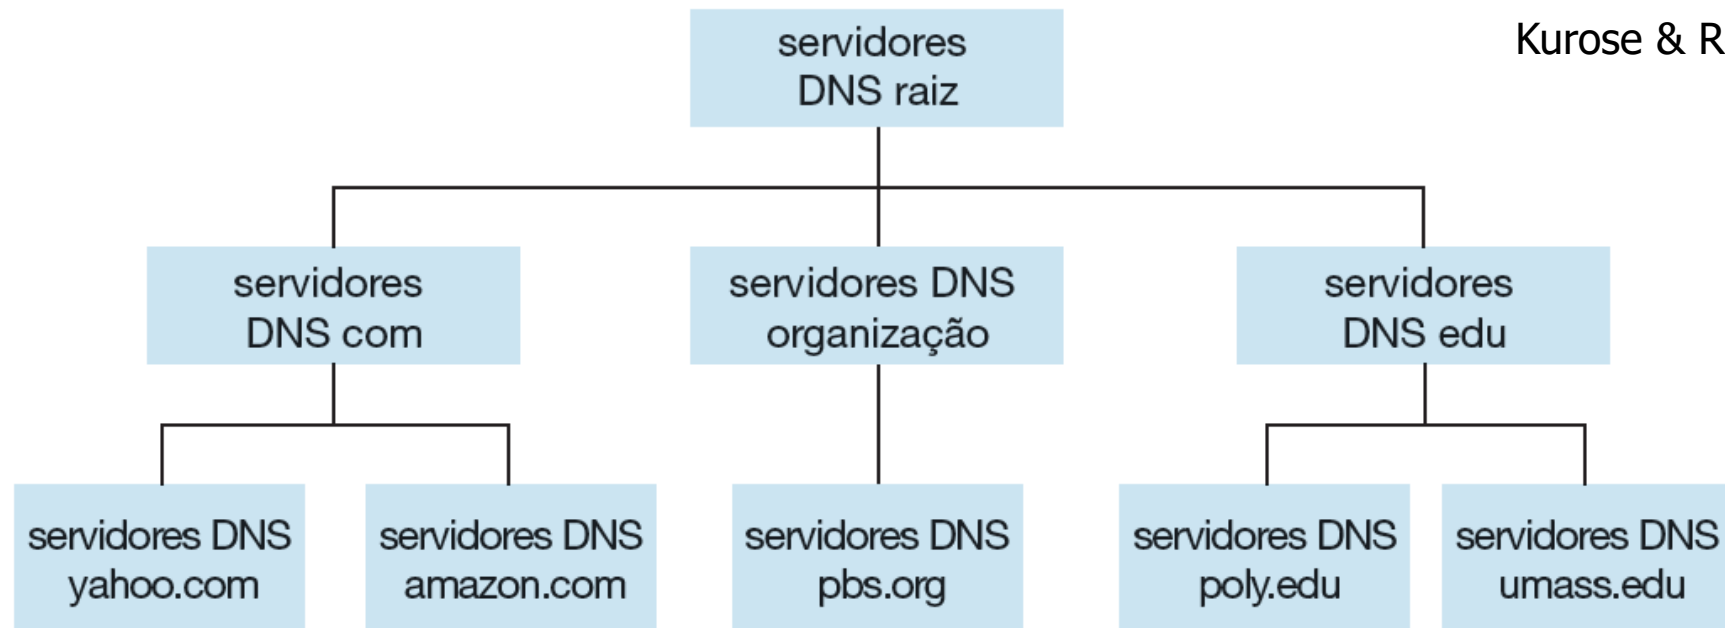 Kurose & R
servidores
DNS raiz
servidores
DNS com
servidores DNS
organização
servidores
DNS edu
servidores DNS
yahoo.com
servidores DNS
amazon.com
servidores DNS
pbs.org
servidores DNS
poly.edu
servidores DNS
umass.edu